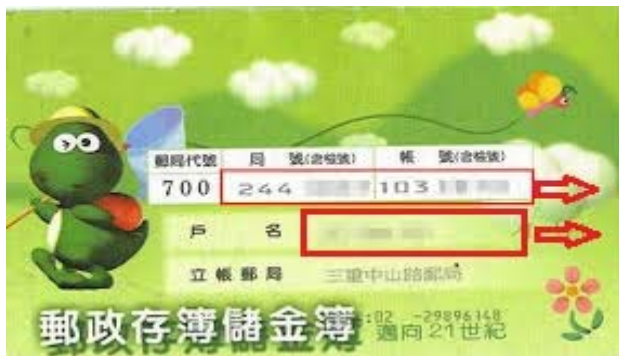 郵局代號 局 號(含檢號) 帳 號(含檢號)
700 244 103
戶 名
立帳郵局 三重中山路郵局
:02 -29896148
郵政存簿儲金簿 邁向21世紀